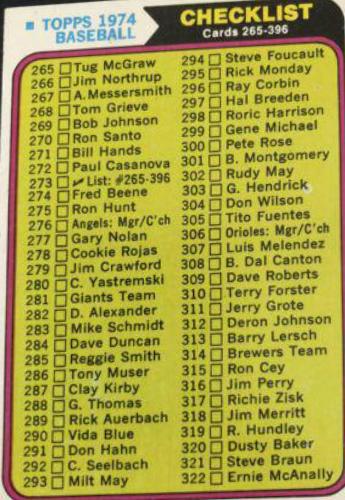 TOPPS 1974
BASEBALL
CHECKLIST
Cards 265-396
265 Tug McGraw
266 Jim Northrup
267 A. Messersmith
268 Tom Grieve
269 Bob Johnson
270 Ron Santo
271 Bill Hands
272 Paul Casanova
273 List: #265-396
274 Fred Beene
275 Ron Hunt
276 Angels: Mgr/C'ch
277 Gary Nolan
278 Cookie Rojas
279 Jim Crawford
280 C. Yastremski
281 Giants Team
282 D. Alexander
283 Mike Schmidt
284 Dave Duncan
285 Reggie Smith
286 Tony Muser
287 Clay Kirby
288 G. Thomas
289 Rick Auerbach
290 Vida Blue
291 Don Hahn
292 C. Seelbach
293 Milt May
294 Steve Foucault
295 Rick Monday
296 Ray Corbin
297 Hal Breeden
298 Roric Harrison
299 Gene Michael
300 Pete Rose
301 B. Montgomery
302 Rudy May
303 G. Hendrick
304 Don Wilson
305 Tito Fuentes
306 Orioles: Mgr/C'ch
307 Luis Melendez
308 B. Dal Canton
309 Dave Roberts
310 Terry Forster
311 Jerry Grote
312 Deron Johnson
313 Barry Lersch
314 Brewers Team
315 Ron Cey
316 Jim Perry
317 Richie Zisk
318 Jim Merritt
319 R. Hundley
320 Dusty Baker
321 Steve Braun
322 Ernie McAnally